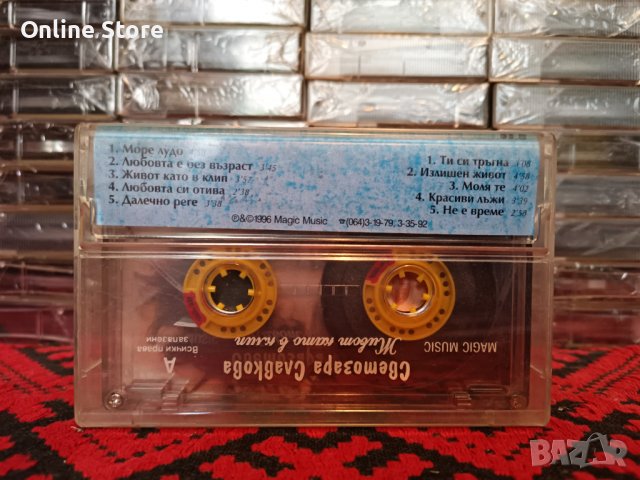 Online.Store
1. Море лудо
2. Любовта е без възраст 3'45
3. Живот като в клип 3'57
4. Любовта си отива 2'38
5. Далечно реге 3'38
1. Ти си тръгна 4'08
2. Излишен живот 4'38
3. Моля те 4'02
4. Красиви лъжи 3'39
5. Не е време 2'58
℗&©1996 Magic Music ☎(064)3-19-79, 3-35-92
A
Всички права
запазени
Светозара Славкова
Живот като в клип
MAGIC MUSIC
BAZAR